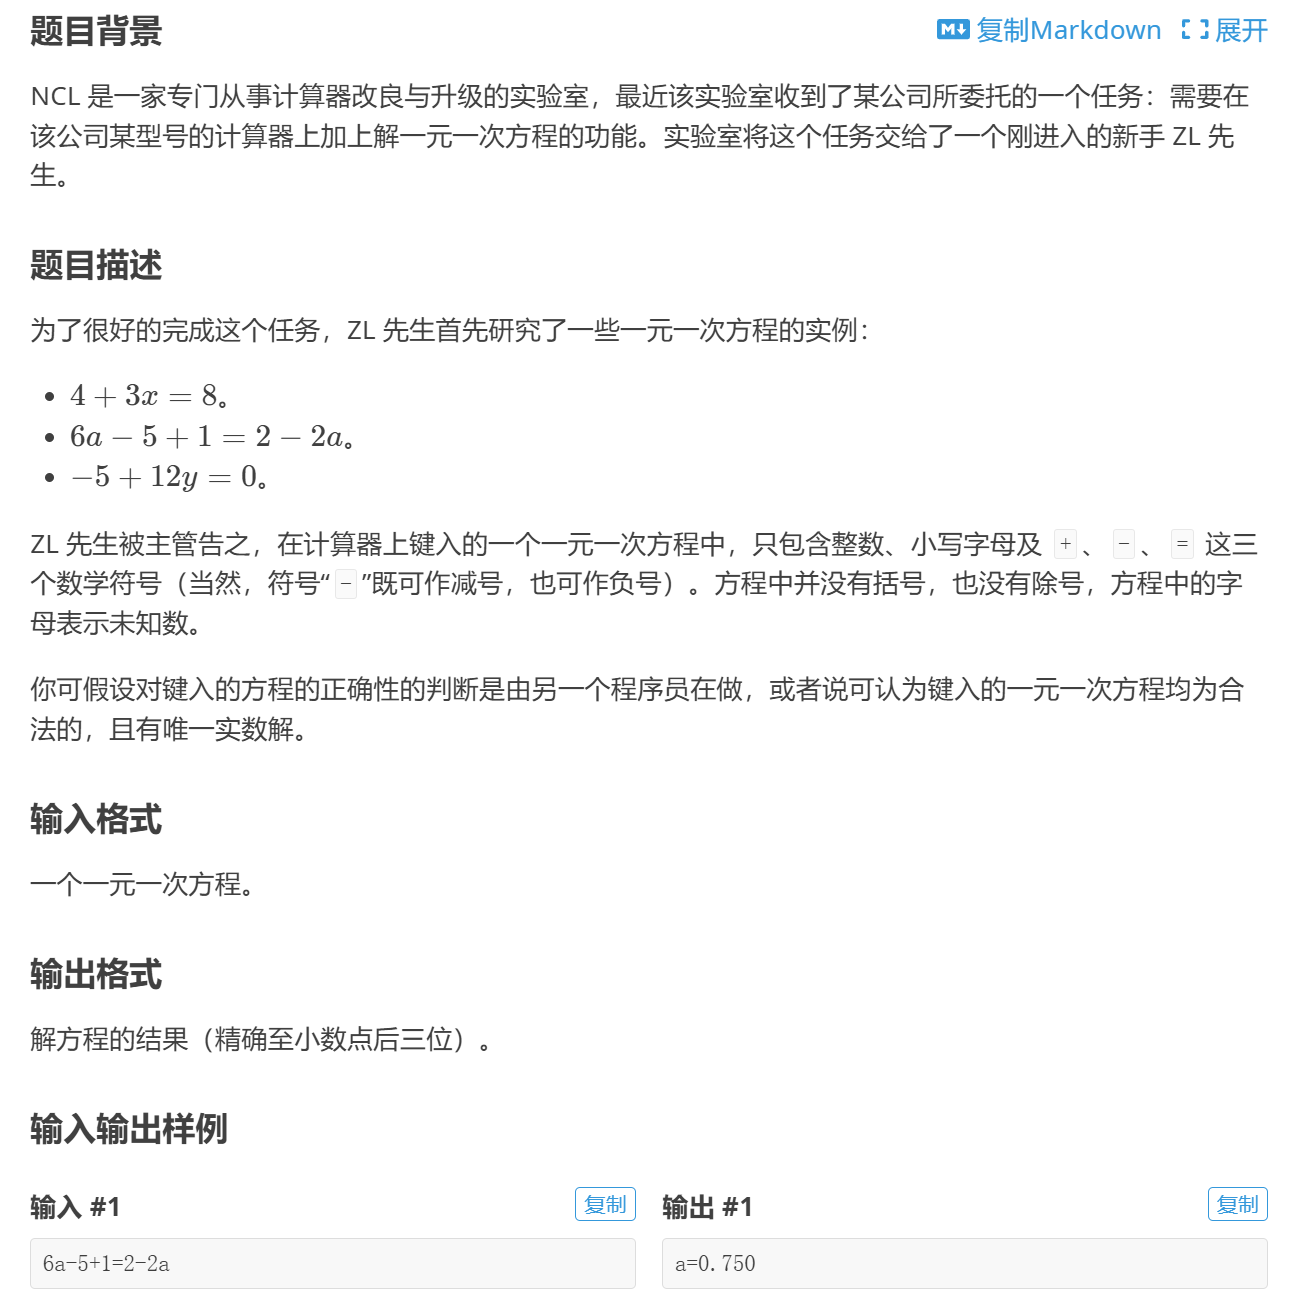 题目背景
复制Markdown 展开
NCL 是一家专门从事计算器改良与升级的实验室，最近该实验室收到了某公司所委托的一个任务：需要在
该公司某型号的计算器上加上解一元一次方程的功能。实验室将这个任务交给了一个刚进入的新手 ZL 先
生。
题目描述
为了很好的完成这个任务，ZL 先生首先研究了一些一元一次方程的实例：
• 4 + 3x = 8。
• 6a − 5 + 1 = 2 − 2a。
• −5 + 12y = 0。
ZL 先生被主管告之，在计算器上键入的一个一元一次方程中，只包含整数、小写字母及 + 、 - 、 = 这三
个数学符号（当然，符号“ - ”既可作减号，也可作负号）。方程中并没有括号，也没有除号，方程中的字
母表示未知数。
你可假设对键入的方程的正确性的判断是由另一个程序员在做，或者说可认为键入的一元一次方程均为合
法的，且有唯一实数解。
输入格式
一个一元一次方程。
输出格式
解方程的结果（精确至小数点后三位）。
输入输出样例
输入 #1 复制 输出 #1 复制
6a-5+1=2-2a a=0.750